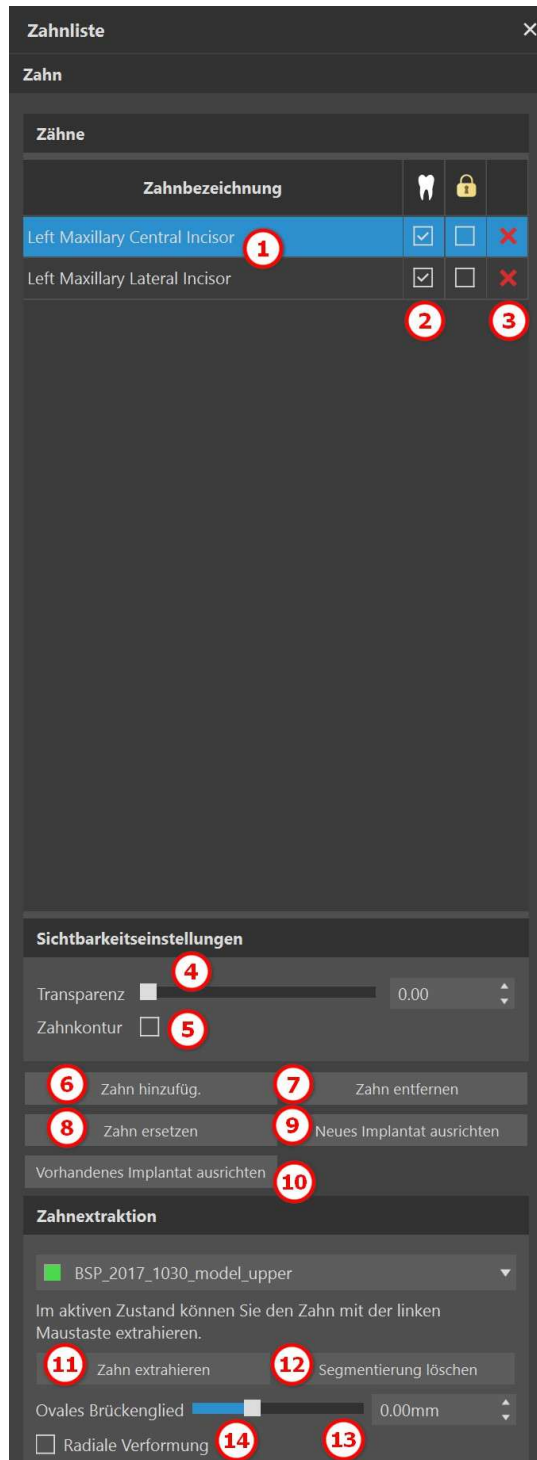 Zahnliste
Zahn
Zähne
Zahnbezeichnung
Left Maxillary Central Incisor 1
Left Maxillary Lateral Incisor
2 3
Sichtbarkeitseinstellungen
4
Transparenz 0.00
Zahnkontur 5
6 Zahn hinzufüg. 7 Zahn entfernen
8 Zahn ersetzen 9 Neues Implantat ausrichten
Vorhandenes Implantat ausrichten 10
Zahnextraktion
BSP_2017_1030_model_upper
Im aktiven Zustand können Sie den Zahn mit der linken
Maustaste extrahieren.
11 Zahn extrahieren 12 Segmentierung löschen
Ovales Brückenglied 0.00mm
Radiale Verformung 14 13